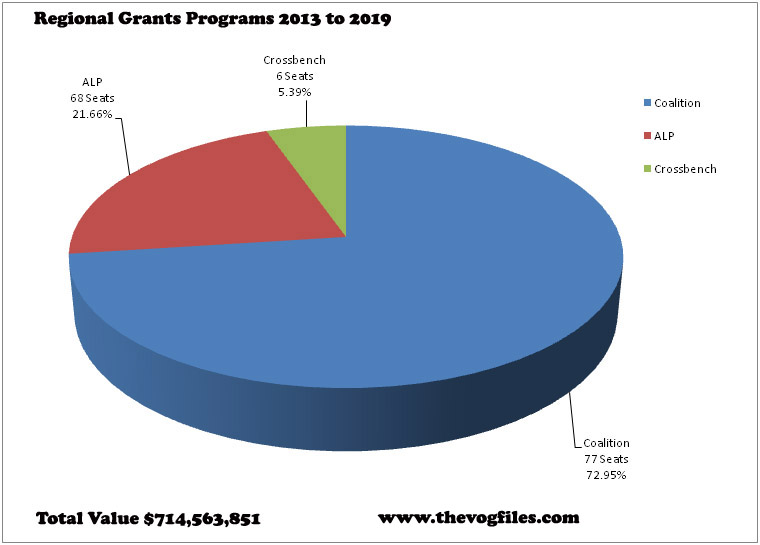 Regional Grants Programs 2013 to 2019
Crossbench
6 Seats
5.39%
ALP
68 Seats
21.66%
Coalition
ALP
Crossbench
Coalition
77 Seats
72.95%
Total Value $714,563,851
www.thevogfiles.com